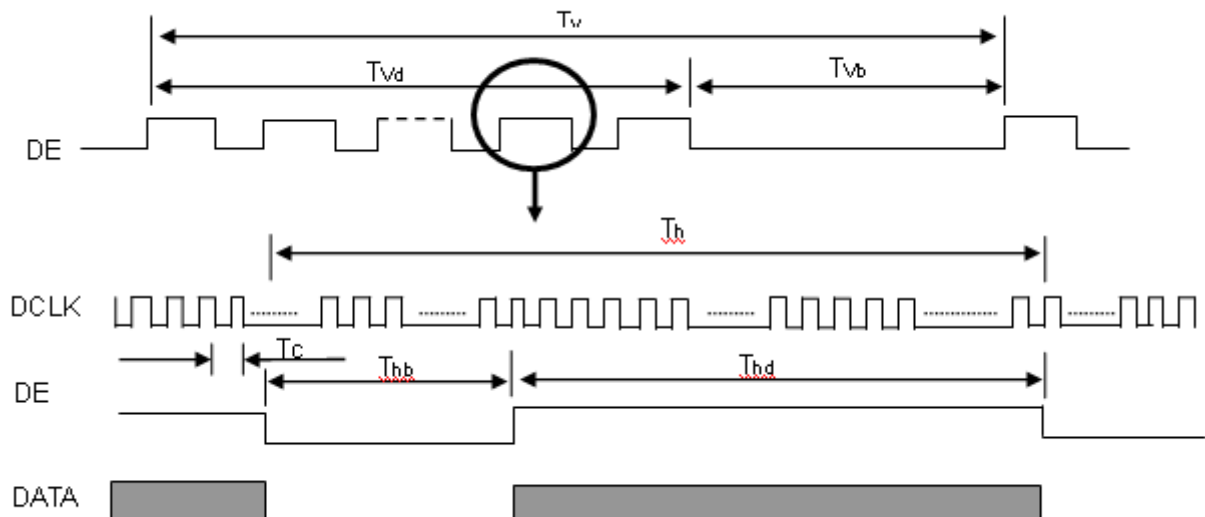 Tv
Tvd
Tvb
DE
Th
DCLK
Tc
Thb
Thd
DE
DATA